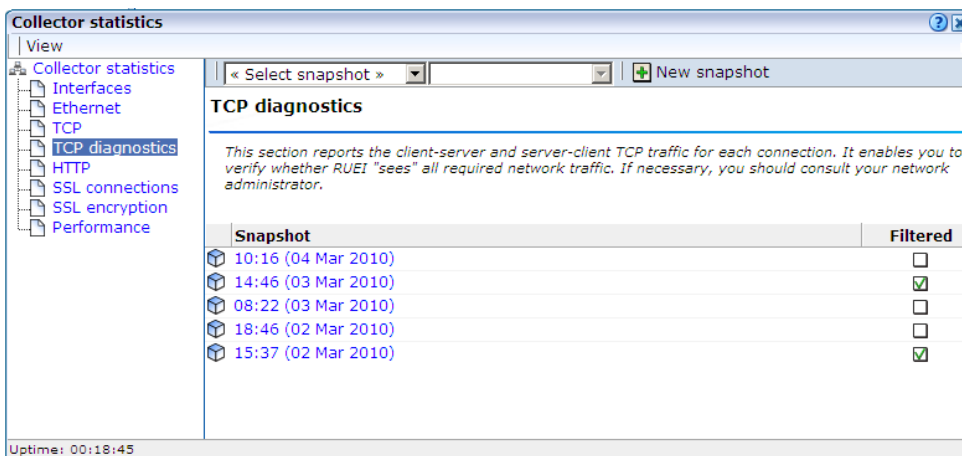 Collector statistics
View
Collector statistics
Interfaces
Ethernet
TCP
TCP diagnostics
HTTP
SSL connections
SSL encryption
Performance
« Select snapshot »
New snapshot
TCP diagnostics
This section reports the client-server and server-client TCP traffic for each connection. It enables you to
verify whether RUEI "sees" all required network traffic. If necessary, you should consult your network
administrator.
Snapshot Filtered
10:16 (04 Mar 2010)
14:46 (03 Mar 2010)
08:22 (03 Mar 2010)
18:46 (02 Mar 2010)
15:37 (02 Mar 2010)
Uptime: 00:18:45